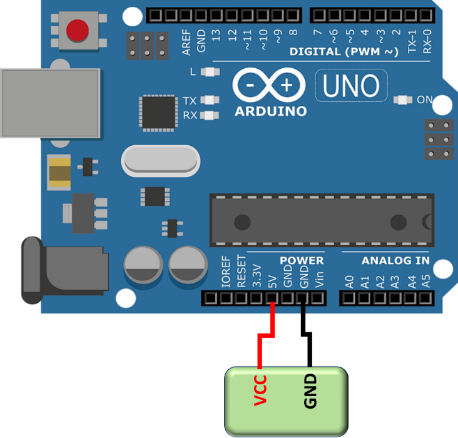 AREF
GND
13
12
~11
~10
~9
8
7
~6
~5
4
~3
2
TX-1
RX-0
DIGITAL (PWM ~)
L
TX
RX
- +
ARDUINO
UNO
ON
POWER
ANALOG IN
IOREF
RESET
3.3V
5V
GND
GND
Vin
A0
A1
A2
A3
A4
A5
VCC
GND